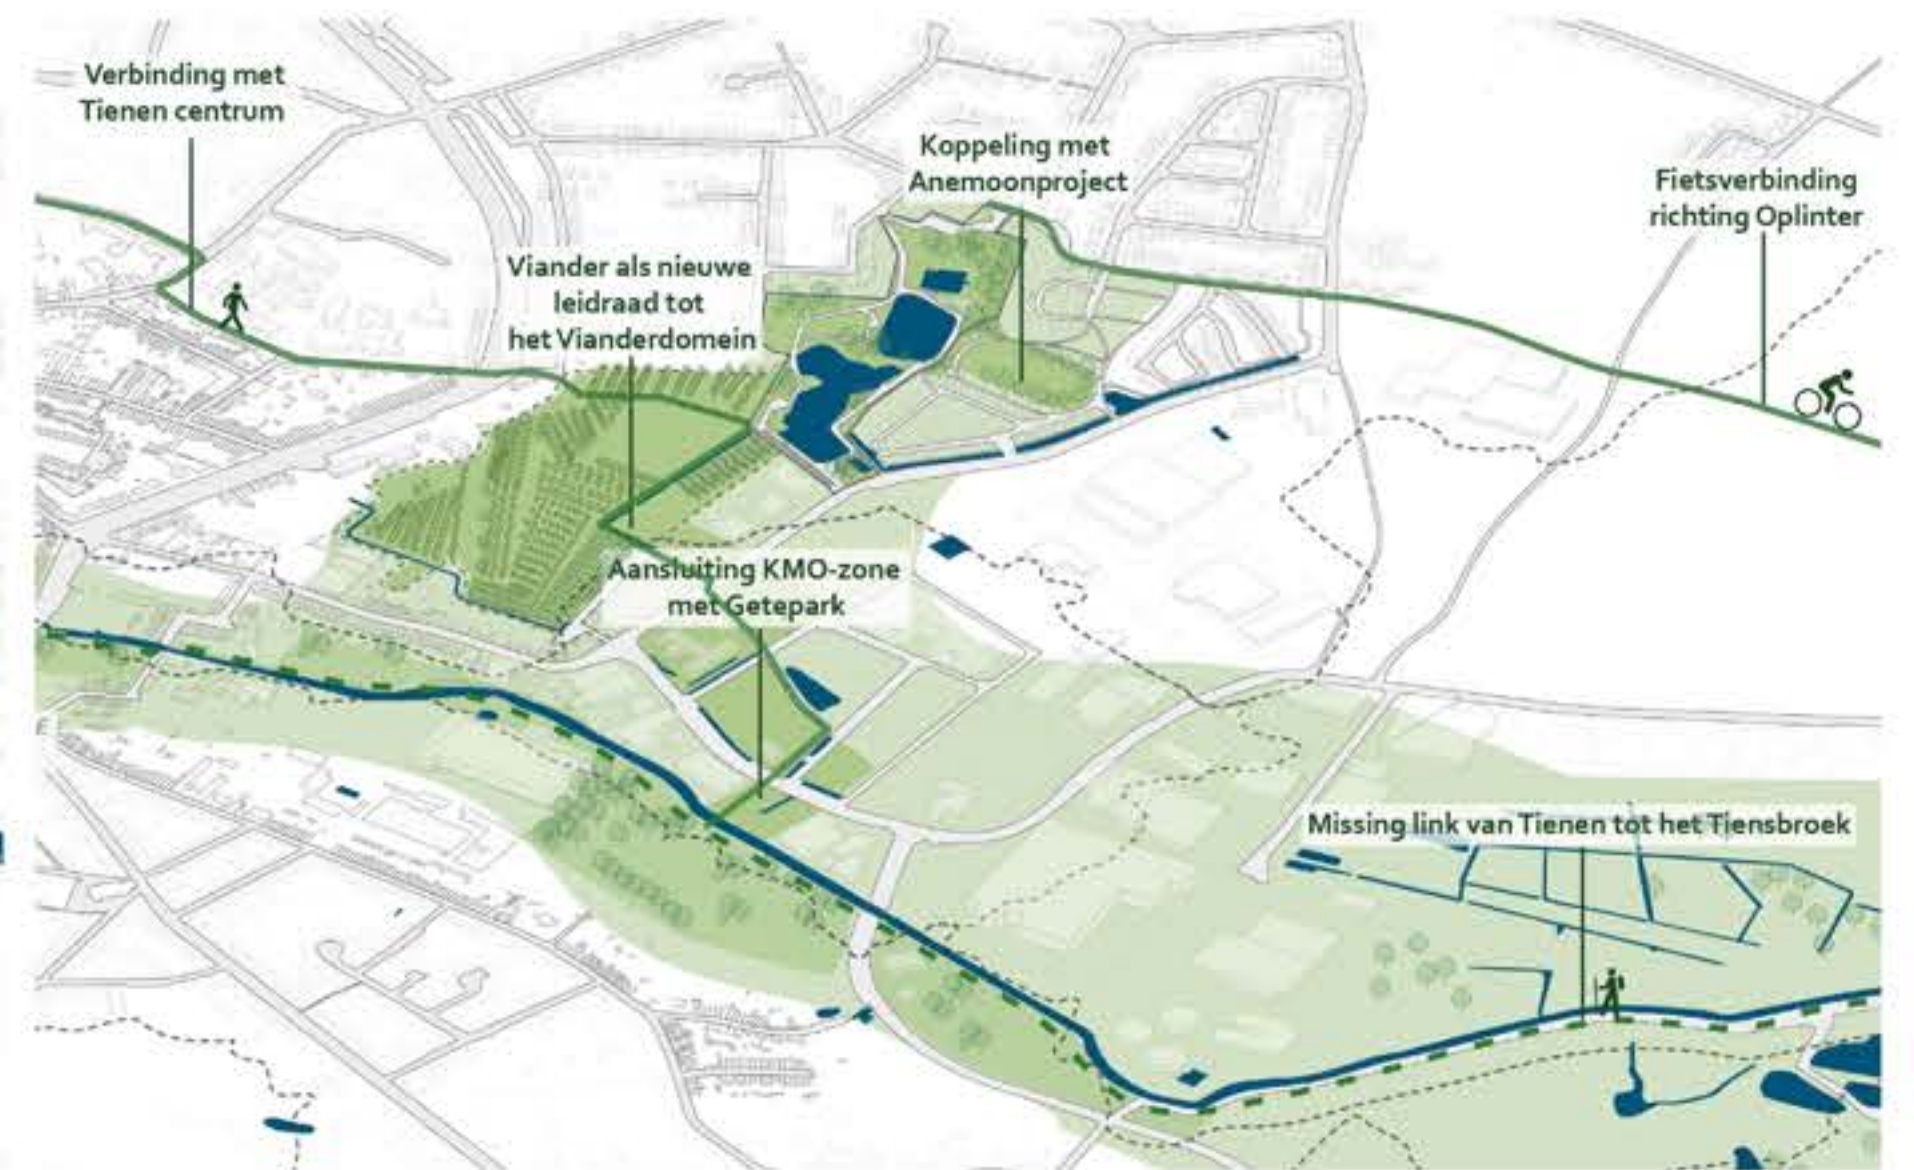 Verbinding met
Tienen centrum
Koppeling met
Anemoonproject
Fietsverbinding
richting Oplinter
Viander als nieuwe
leidraad tot
het Vianderdomein
Aansluiting KMO-zone
met Getepark
Missing link van Tienen tot het Tiensbroek